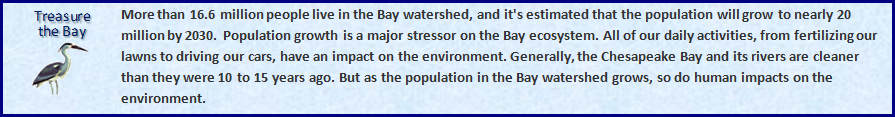 Treasure
the Bay
More than 16.6 million people live in the Bay watershed, and it's estimated that the population will grow to nearly 20
million by 2030.  Population growth is a major stressor on the Bay ecosystem. All of our daily activities, from fertilizing our
lawns to driving our cars, have an impact on the environment. Generally, the Chesapeake Bay and its rivers are cleaner
than they were 10 to 15 years ago. But as the population in the Bay watershed grows, so do human impacts on the
environment.